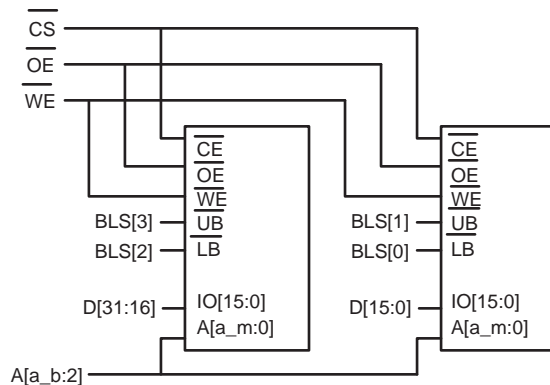 CS
OE
WE
CE
OE
WE
BLS[3] UB
BLS[2] LB
D[31:16] IO[15:0]
A[a_m:0]
CE
OE
WE
BLS[1] UB
BLS[0] LB
D[15:0] IO[15:0]
A[a_m:0]
A[a_b:2]